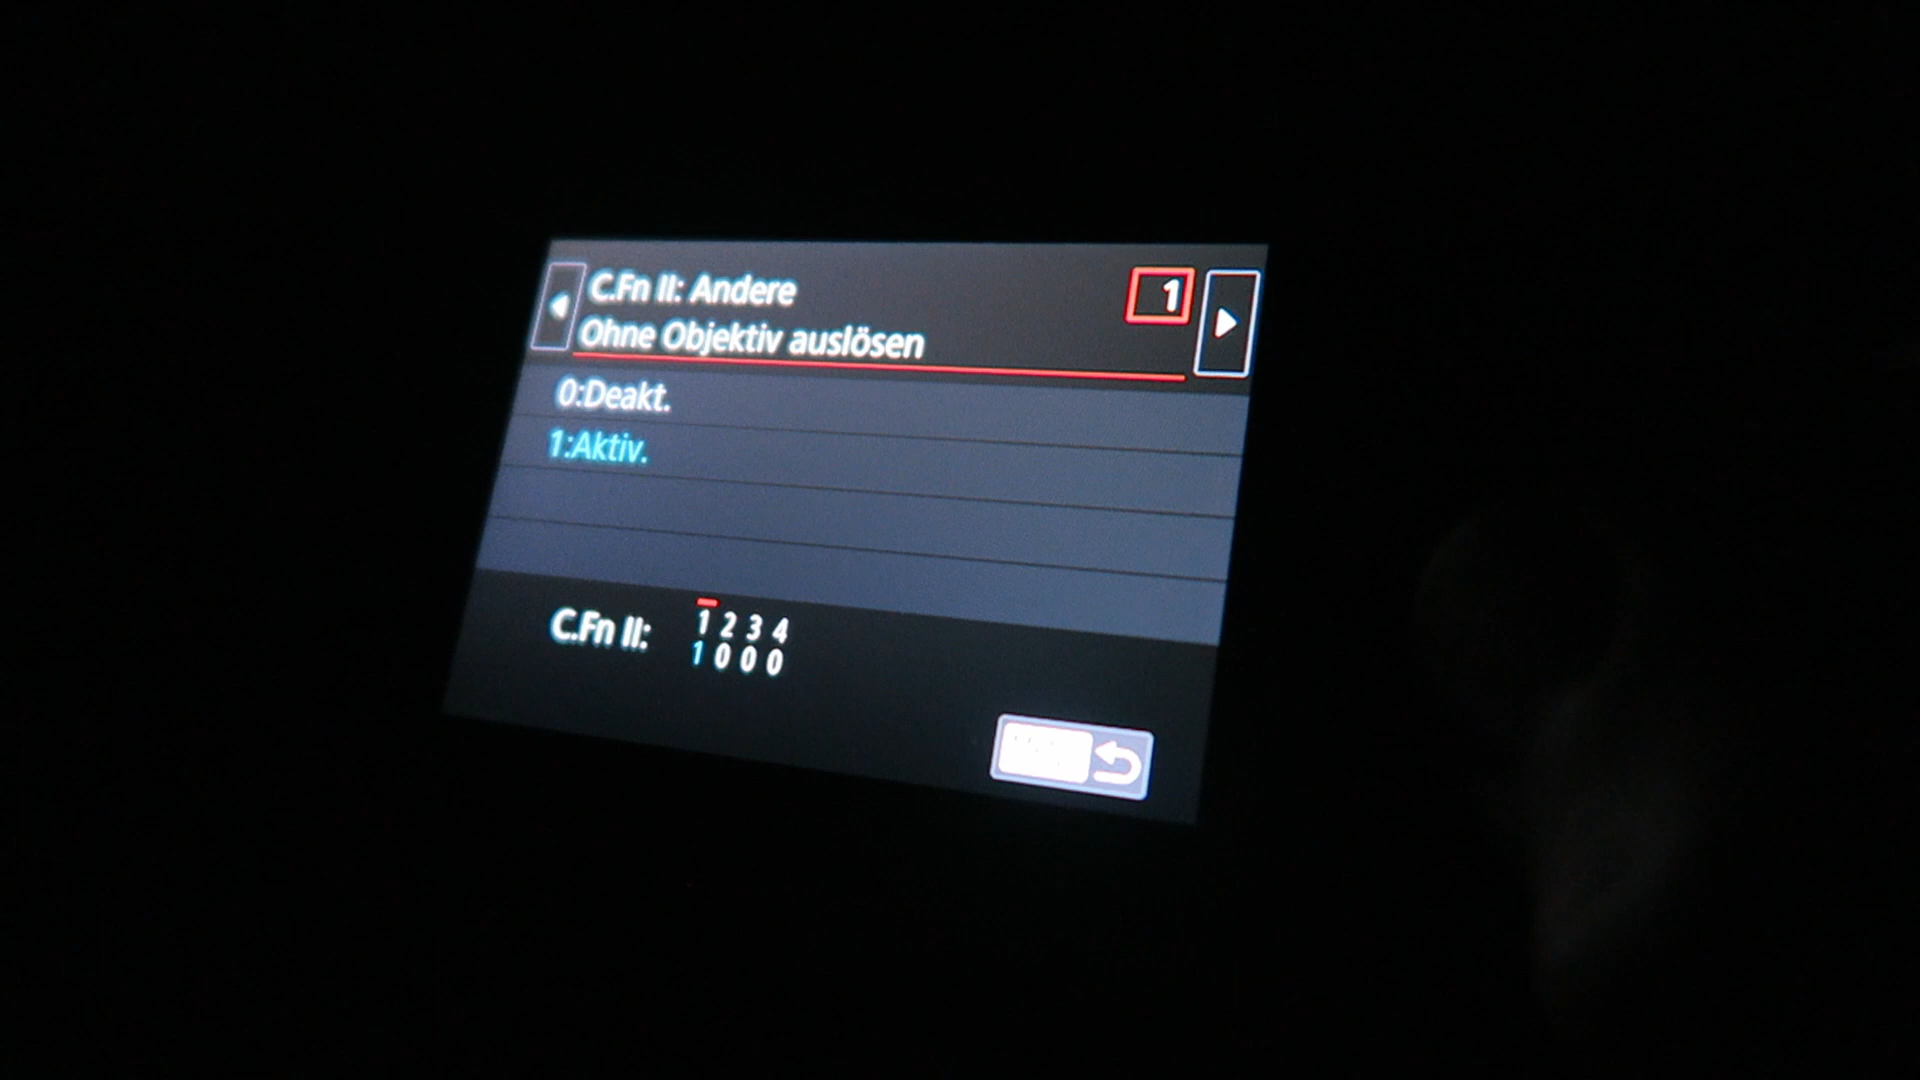 C.Fn II: Andere 1
Ohne Objektiv auslösen
0:Deakt.
1:Aktiv.
C.Fn II: 1 2 3 4
1 0 0 0